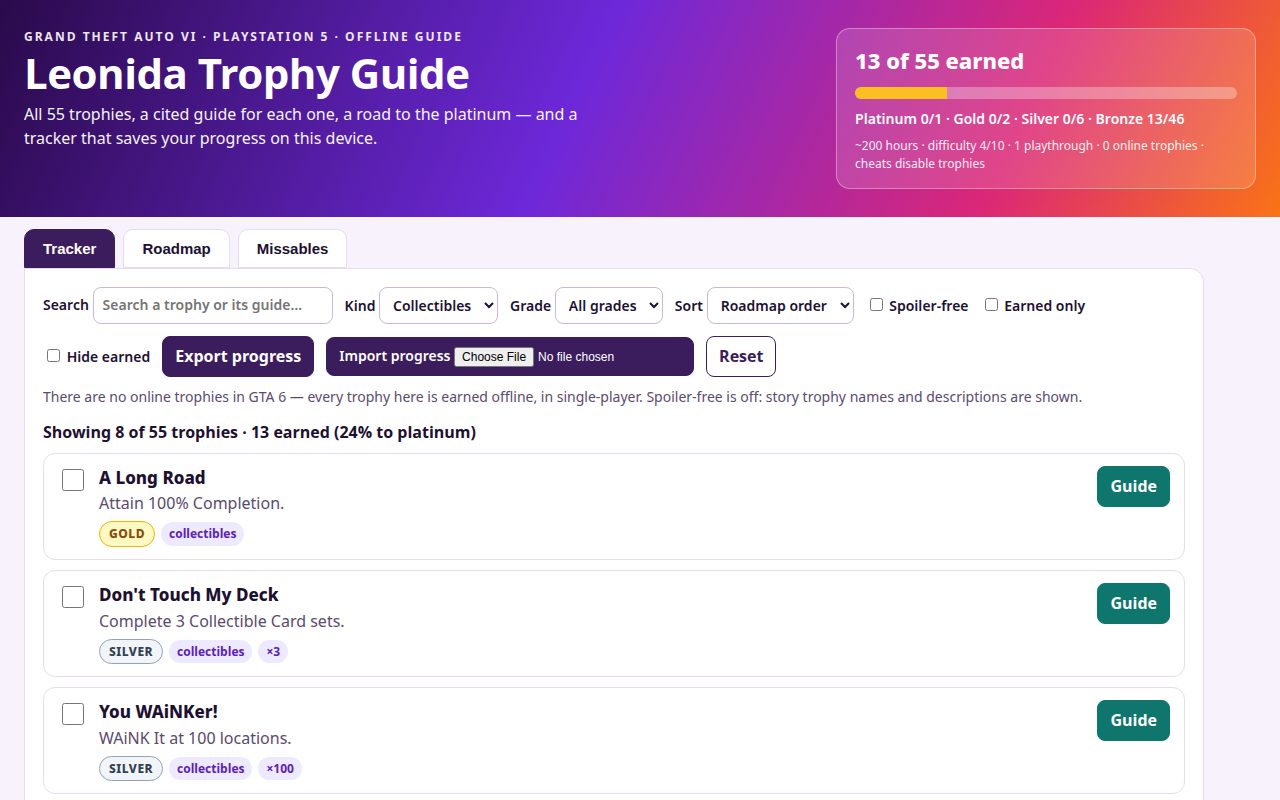 GRAND THEFT AUTO VI · PLAYSTATION 5 · OFFLINE GUIDE
Leonida Trophy Guide
All 55 trophies, a cited guide for each one, a road to the platinum — and a
tracker that saves your progress on this device.
13 of 55 earned
Platinum 0/1 · Gold 0/2 · Silver 0/6 · Bronze 13/46
~200 hours · difficulty 4/10 · 1 playthrough · 0 online trophies ·
cheats disable trophies
Tracker Roadmap Missables
Search Search a trophy or its guide... Kind Collectibles Grade All grades Sort Roadmap order Spoiler-free Earned only
Hide earned Export progress Import progress Choose File No file chosen Reset
There are no online trophies in GTA 6 — every trophy here is earned offline, in single-player. Spoiler-free is off: story trophy names and descriptions are shown.
Showing 8 of 55 trophies · 13 earned (24% to platinum)
A Long Road
Guide
Attain 100% Completion.
GOLD collectibles
Don't Touch My Deck
Guide
Complete 3 Collectible Card sets.
SILVER collectibles ×3
You WAiNKer!
Guide
WAiNK It at 100 locations.
SILVER collectibles ×100